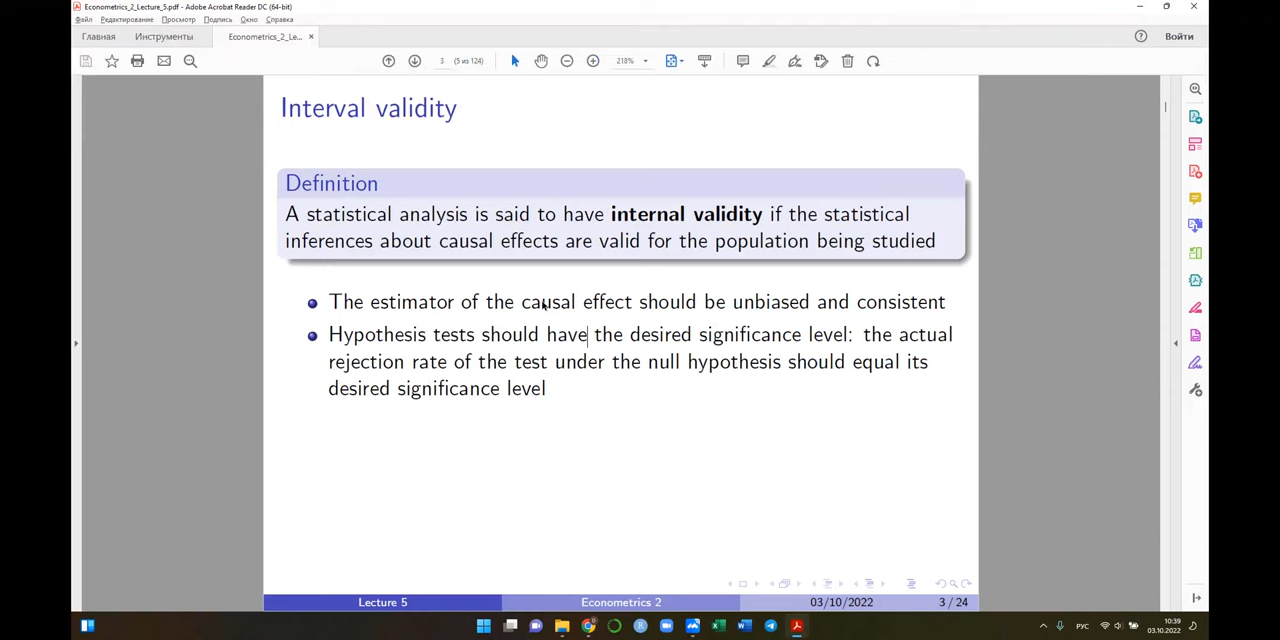 Econometrics_2_Lecture_5.pdf - Adobe Acrobat Reader DC (64-bit)
Файл Редактирование Просмотр Подпись Окно Справка
Главная Инструменты Econometrics_2_Le... × Войти
3 (5 из 124) 218%
Interval validity
Definition
A statistical analysis is said to have internal validity if the statistical
inferences about causal effects are valid for the population being studied
The estimator of the causal effect should be unbiased and consistent
Hypothesis tests should have the desired significance level: the actual
rejection rate of the test under the null hypothesis should equal its
desired significance level
Lecture 5 Econometrics 2 03/10/2022 3 / 24
РУС 10:39
03.10.2022